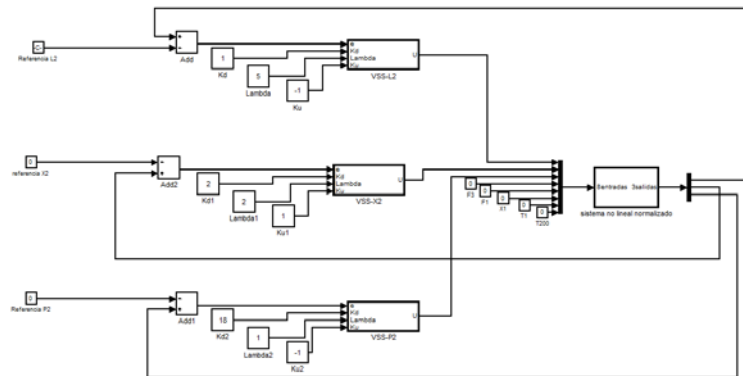 -C-
Referencia L2
Add
1
Kd
5
Lambda
-1
Ku
e
Kd
Lambda
Ku
U
VSS-L2
0
referencia X2
Add2
2
Kd1
2
Lambda1
1
Ku1
e
Kd
Lambda
Ku
U
VSS-X2
0
F3
0
F1
0
X1
0
T1
0
T200
8entradas 3salidas
sistema no lineal normalizado
0
Referencia P2
Add1
15
Kd2
1
Lambda2
-1
Ku2
e
Kd
Lambda
Ku
U
VSS-P2